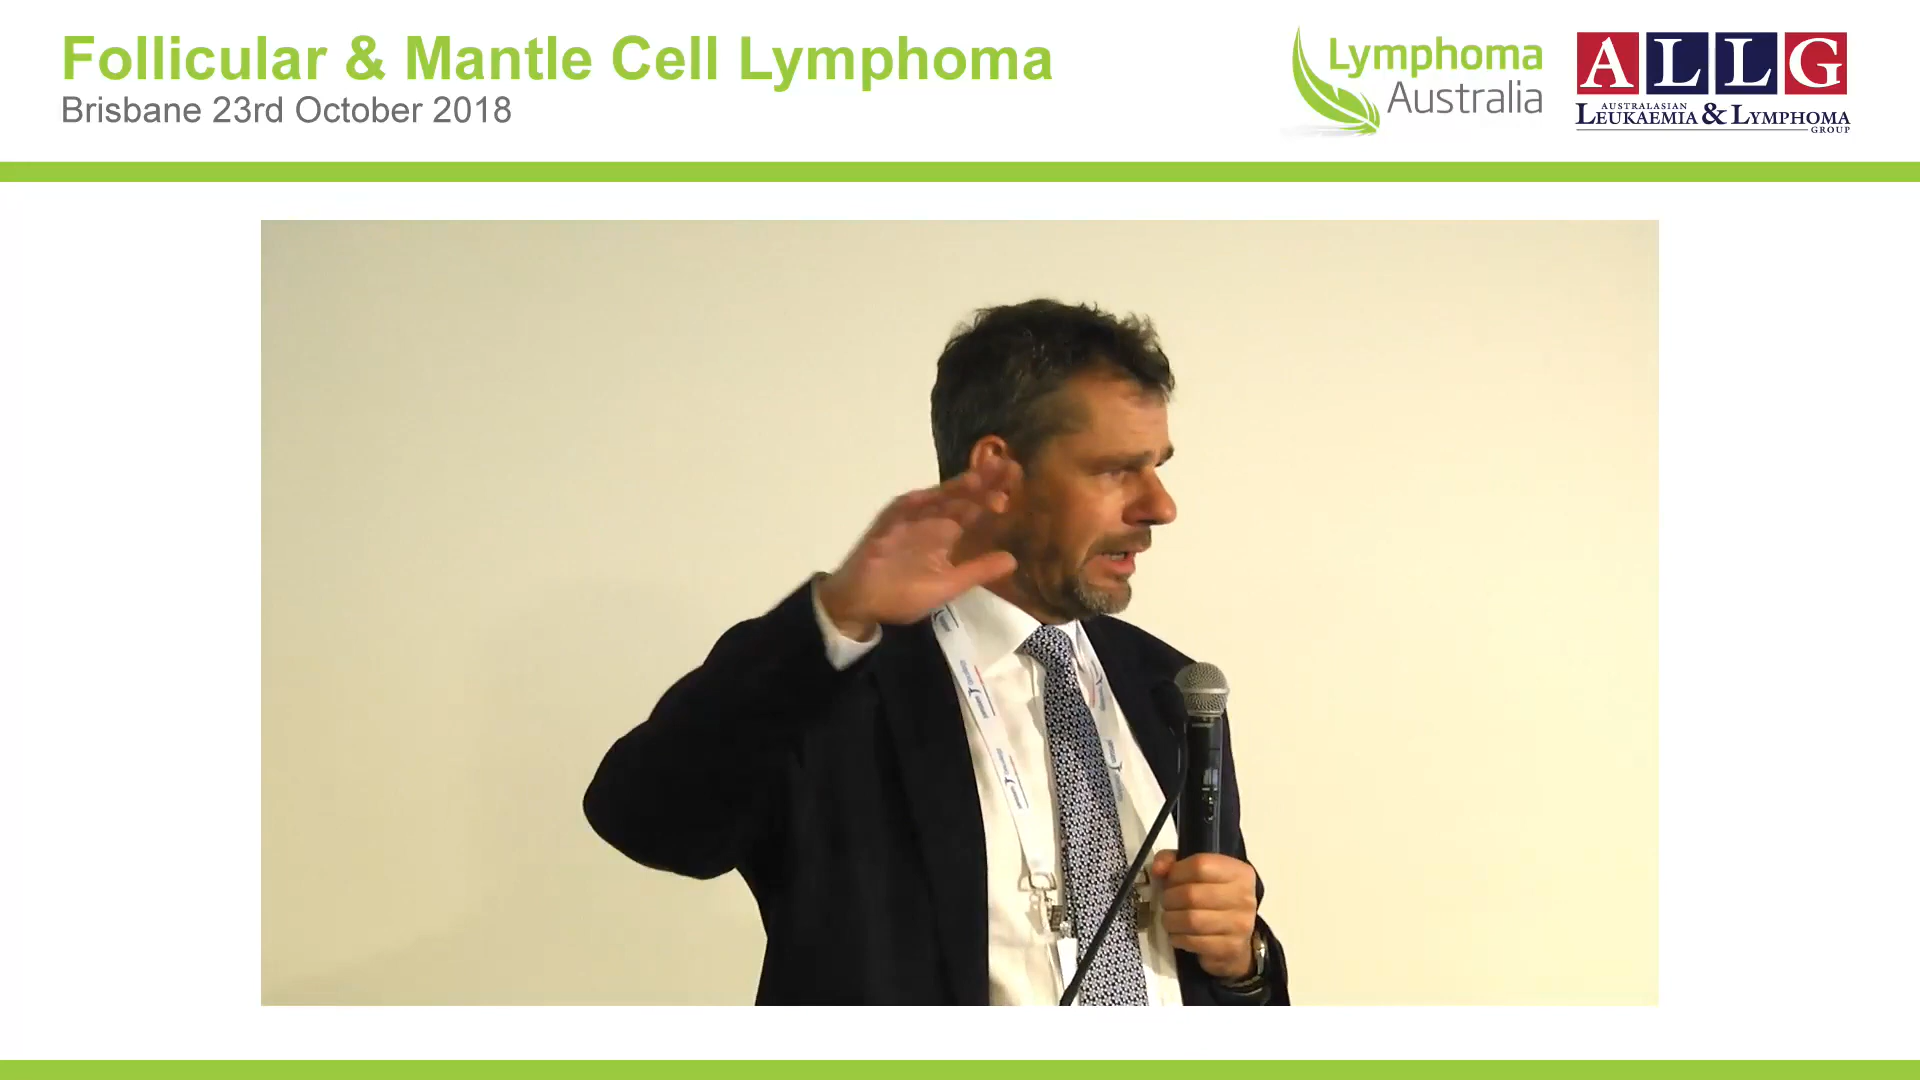 Follicular & Mantle Cell Lymphoma
Brisbane 23rd October 2018
Lymphoma
Australia
ALLG
AUSTRALASIAN
LEUKAEMIA & LYMPHOMA
GROUP